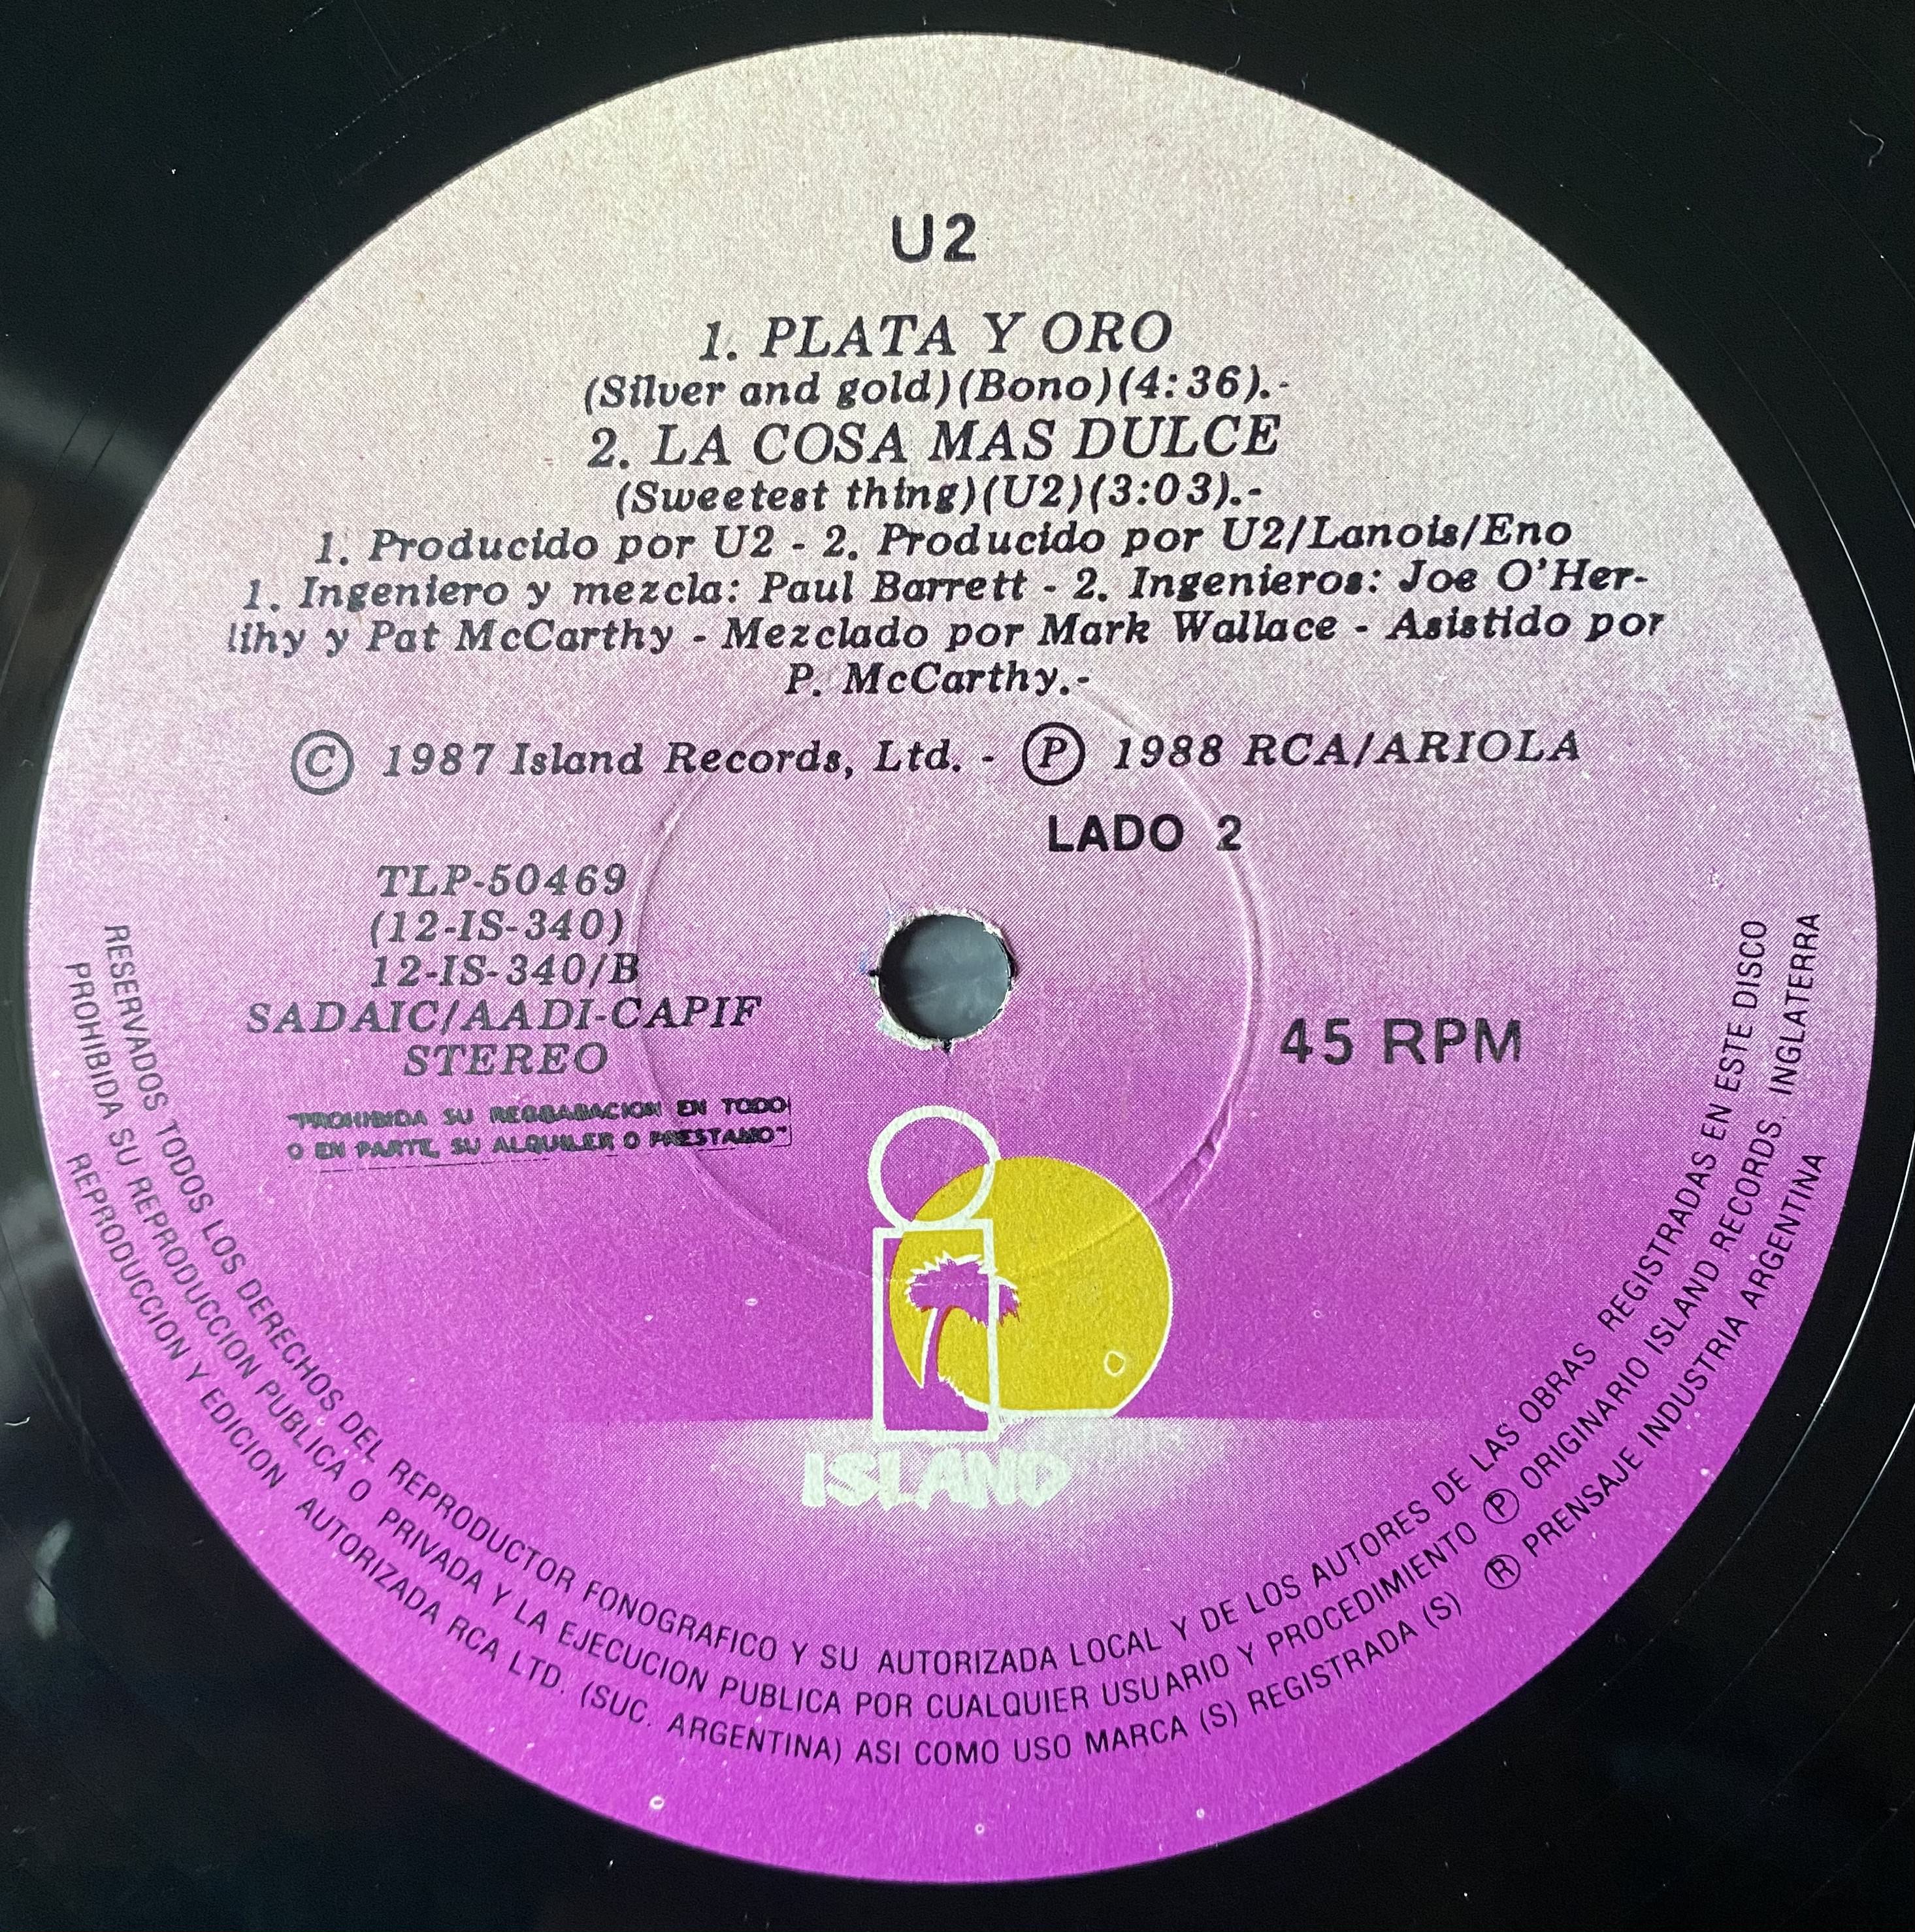 U2
1. PLATA Y ORO
(Silver and gold)(Bono)(4:36).-
2. LA COSA MAS DULCE
(Sweetest thing)(U2)(3:03).-
1. Producido por U2 - 2. Producido por U2/Lanois/Eno
1. Ingeniero y mezcla: Paul Barrett - 2. Ingenieros: Joe O'Her-
lihy y Pat McCarthy - Mezclado por Mark Wallace - Asistido por
P. McCarthy.-
© 1987 Island Records, Ltd. - Ⓟ 1988 RCA/ARIOLA
LADO 2
TLP-50469
(12-IS-340)
12-IS-340/B
SADAIC/AADI-CAPIF
STEREO
45 RPM
"PROHIBIDA SU REGRABACION EN TODO
O EN PARTE, SU ALQUILER O PRESTAMO"
ISLAND
RESERVADOS TODOS LOS DERECHOS DEL REPRODUCTOR FONOGRAFICO Y SU AUTORIZADA LOCAL Y DE LOS AUTORES DE LAS OBRAS REGISTRADAS EN ESTE DISCO
PROHIBIDA SU REPRODUCCION PUBLICA O PRIVADA Y LA EJECUCION PUBLICA POR CUALQUIER USUARIO Y PROCEDIMIENTO Ⓟ ORIGINARIO ISLAND RECORDS. INGLATERRA
REPRODUCCION Y EDICION AUTORIZADA RCA LTD. (SUC. ARGENTINA) ASI COMO USO MARCA (S) REGISTRADA (S) ® PRENSAJE INDUSTRIA ARGENTINA